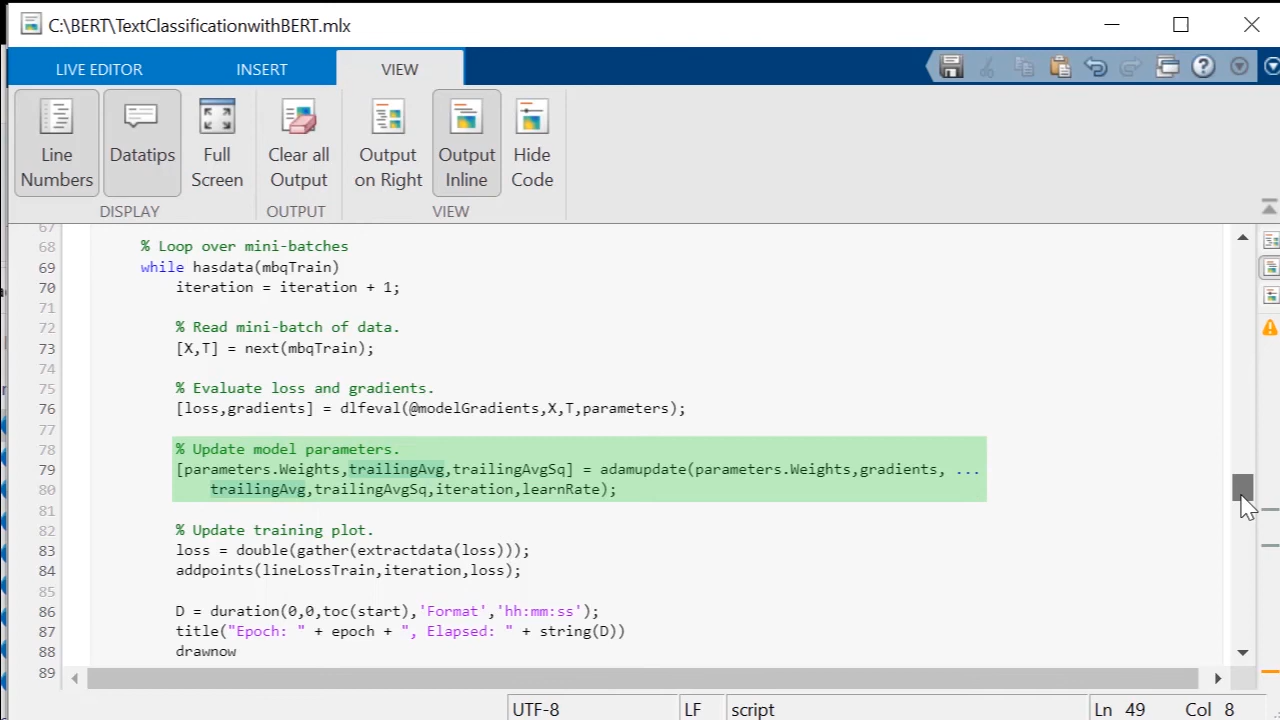 C:\BERT\TextClassificationwithBERT.mlx
LIVE EDITOR INSERT VIEW
Line Numbers
Datatips
Full Screen
Clear all Output
Output on Right
Output Inline
Hide Code
DISPLAY OUTPUT VIEW
67
68 % Loop over mini-batches
69 while hasdata(mbqTrain)
70 iteration = iteration + 1;
71
72 % Read mini-batch of data.
73 [X,T] = next(mbqTrain);
74
75 % Evaluate loss and gradients.
76 [loss,gradients] = dlfeval(@modelGradients,X,T,parameters);
77
78 % Update model parameters.
79 [parameters.Weights,trailingAvg,trailingAvgSq] = adamupdate(parameters.Weights,gradients, ...
80 trailingAvg,trailingAvgSq,iteration,learnRate);
81
82 % Update training plot.
83 loss = double(gather(extractdata(loss)));
84 addpoints(lineLossTrain,iteration,loss);
85
86 D = duration(0,0,toc(start),'Format','hh:mm:ss');
87 title("Epoch: " + epoch + ", Elapsed: " + string(D))
88 drawnow
89
UTF-8 LF script Ln 49 Col 8